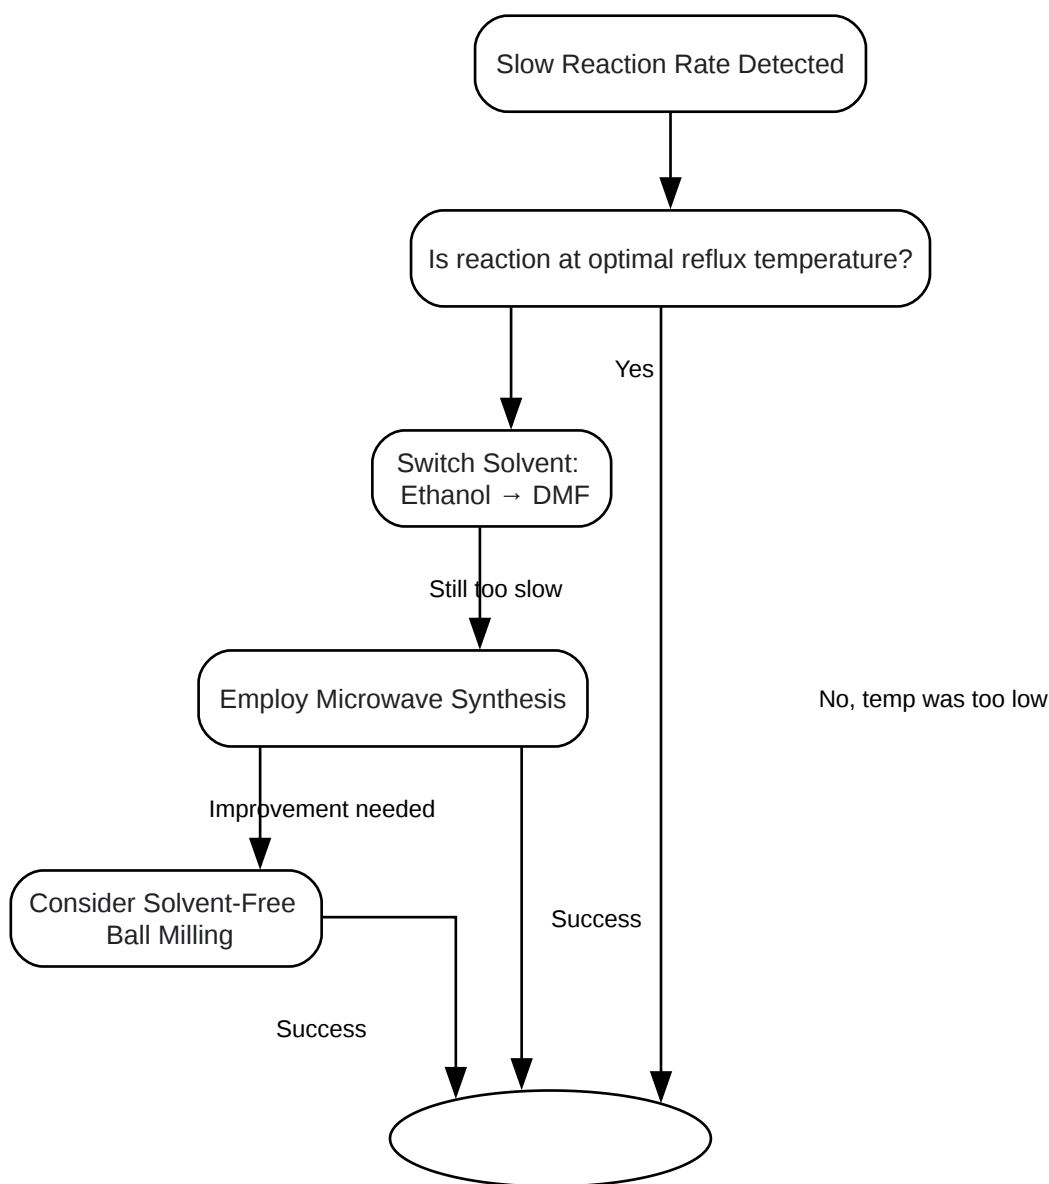 Slow Reaction Rate Detected
Is reaction at optimal reflux temperature?
Yes
Switch Solvent:
Ethanol → DMF
Still too slow
Employ Microwave Synthesis
No, temp was too low
Improvement needed
Consider Solvent-Free
Ball Milling
Success
Success